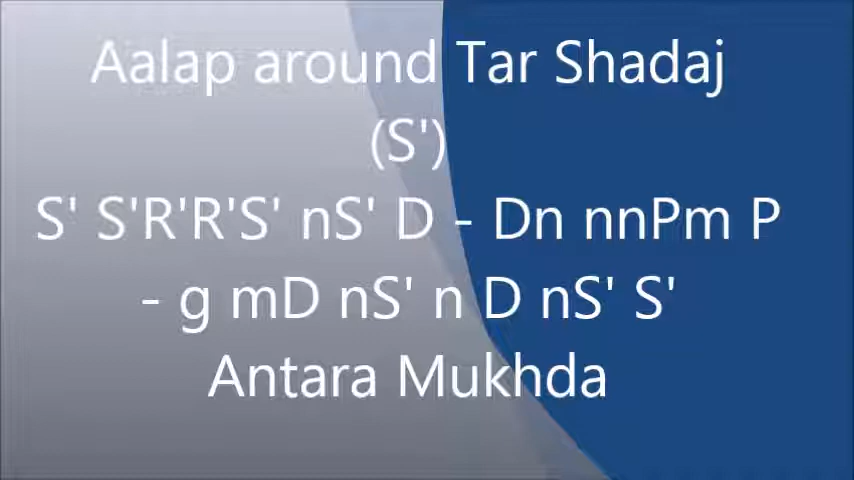 Aalap around Tar Shadaj
(S')
S' S'R'R'S' nS' D - Dn nnPm P
- g mD nS' n D nS' S'
Antara Mukhda